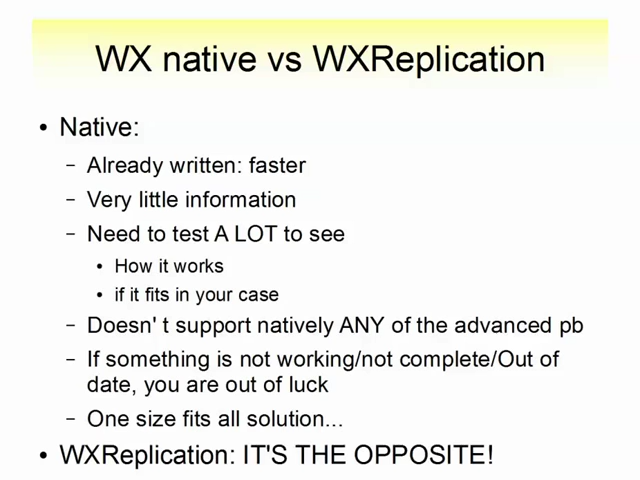 WX native vs WXReplication
• Native:
– Already written: faster
– Very little information
– Need to test A LOT to see
• How it works
• if it fits in your case
– Doesn' t support natively ANY of the advanced pb
– If something is not working/not complete/Out of
date, you are out of luck
– One size fits all solution...
• WXReplication: IT'S THE OPPOSITE!